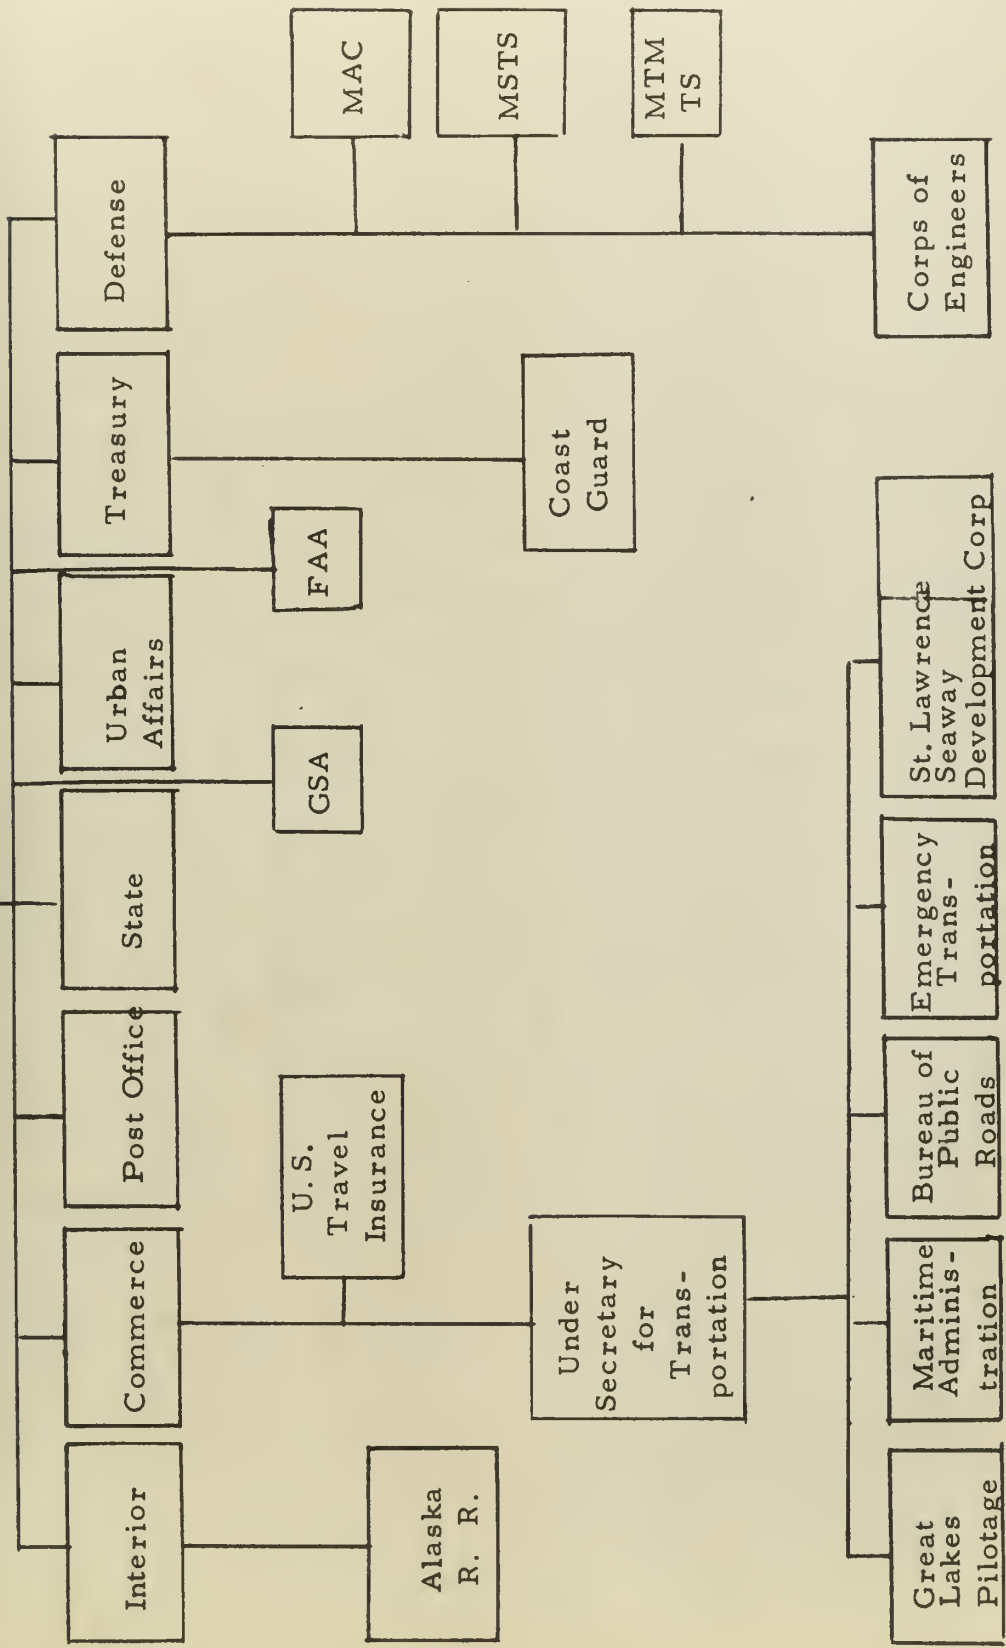 Interior
Commerce
Post Office
State
Urban
Affairs
Treasury
Defense
GSA
FAA
MAC
MSTS
MTM
TS
Alaska
R. R.
U. S.
Travel
Insurance
Coast
Guard
Under
Secretary
for
Trans-
portation
Great
Lakes
Pilotage
Maritime
Adminis-
tration
Bureau of
Public
Roads
Emergency
Trans-
portation
St. Lawrence
Seaway
Development Corp
Corps of
Engineers